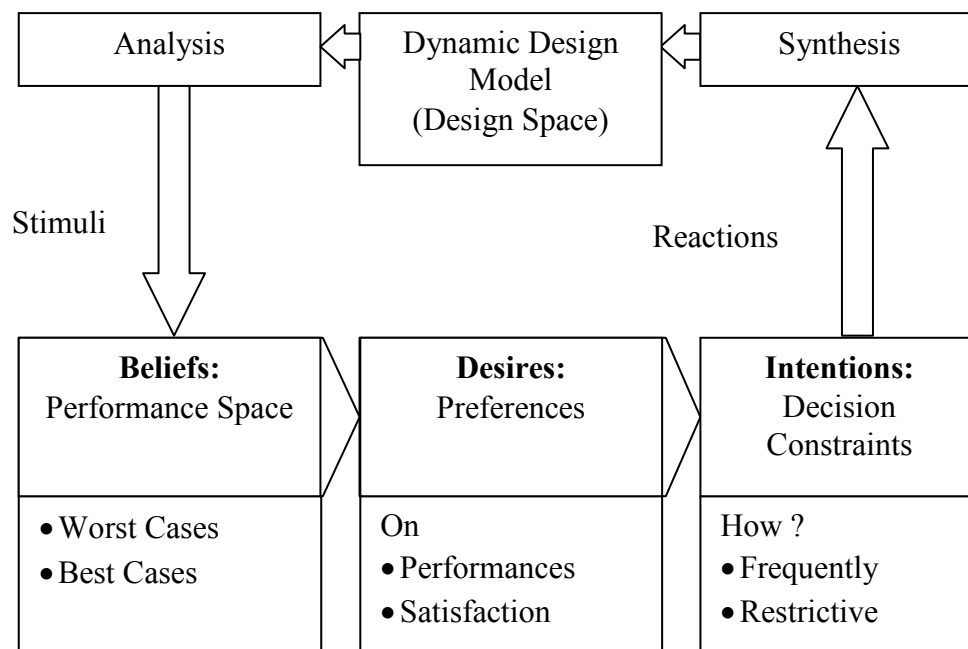 Analysis
Dynamic Design
Model
(Design Space)
Synthesis
Stimuli
Reactions
Beliefs:
Performance Space
Desires:
Preferences
Intentions:
Decision
Constraints
• Worst Cases
• Best Cases
On
• Performances
• Satisfaction
How ?
• Frequently
• Restrictive